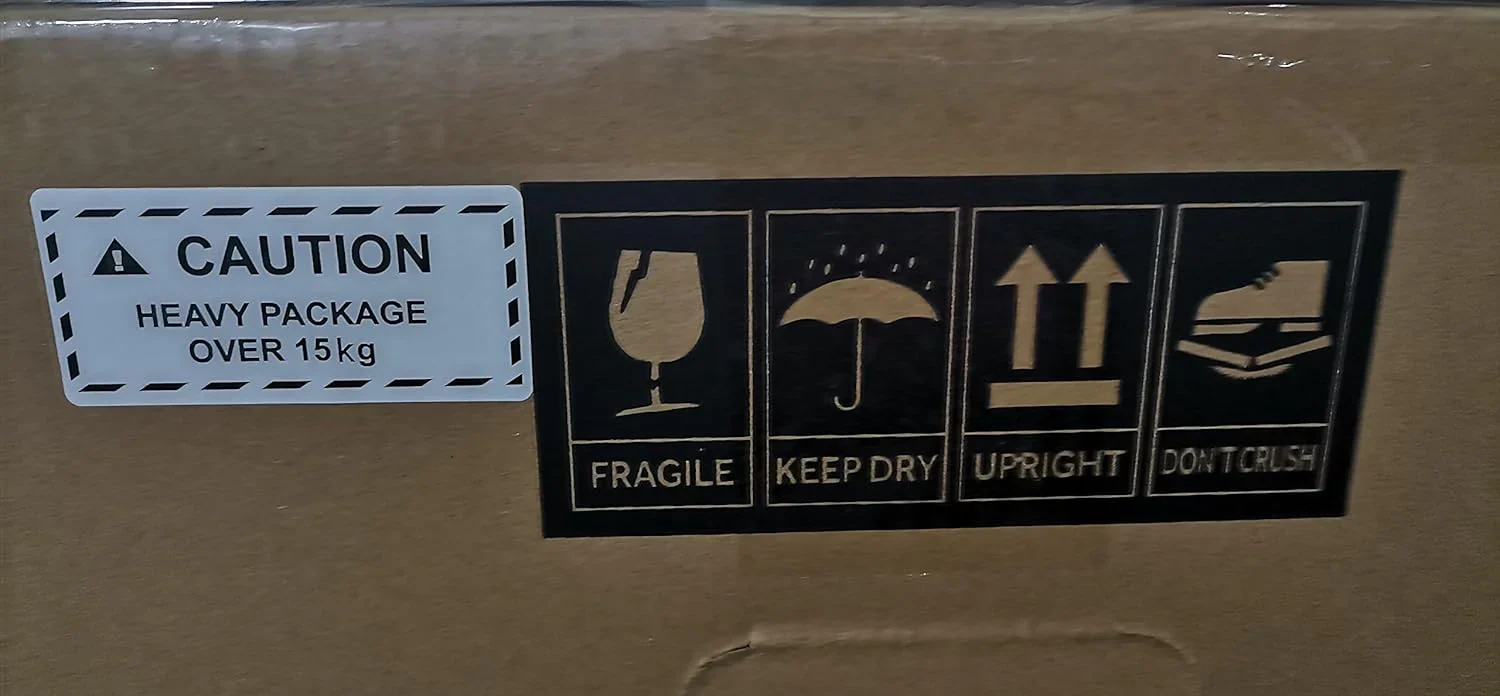 CAUTION
HEAVY PACKAGE
OVER 15kg
FRAGILE
KEEP DRY
UPRIGHT
DON'T CRUSH